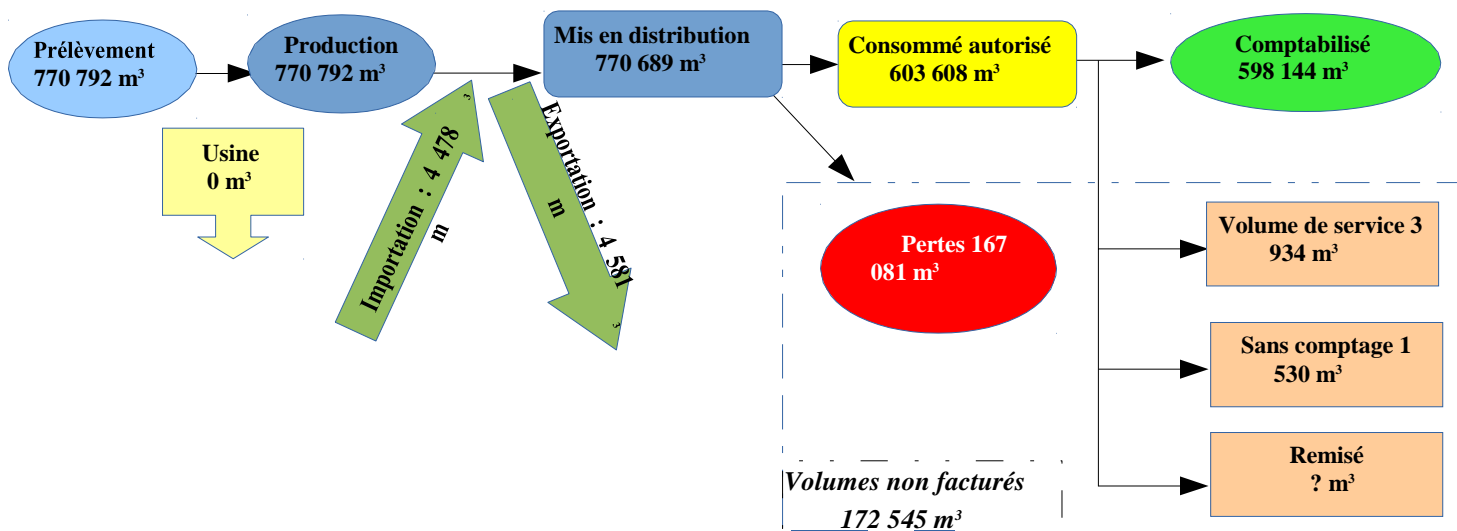 Prélèvement
770 792 m³
Production
770 792 m³
Mis en distribution
770 689 m³
Consommé autorisé
603 608 m³
Comptabilisé
598 144 m³
Usine
0 m³
Importation : 4 478
m
3
Exportation : 4 581
m
3
Pertes 167
081 m³
Volume de service 3
934 m³
Sans comptage 1
530 m³
Remisé
? m³
Volumes non facturés
172 545 m³